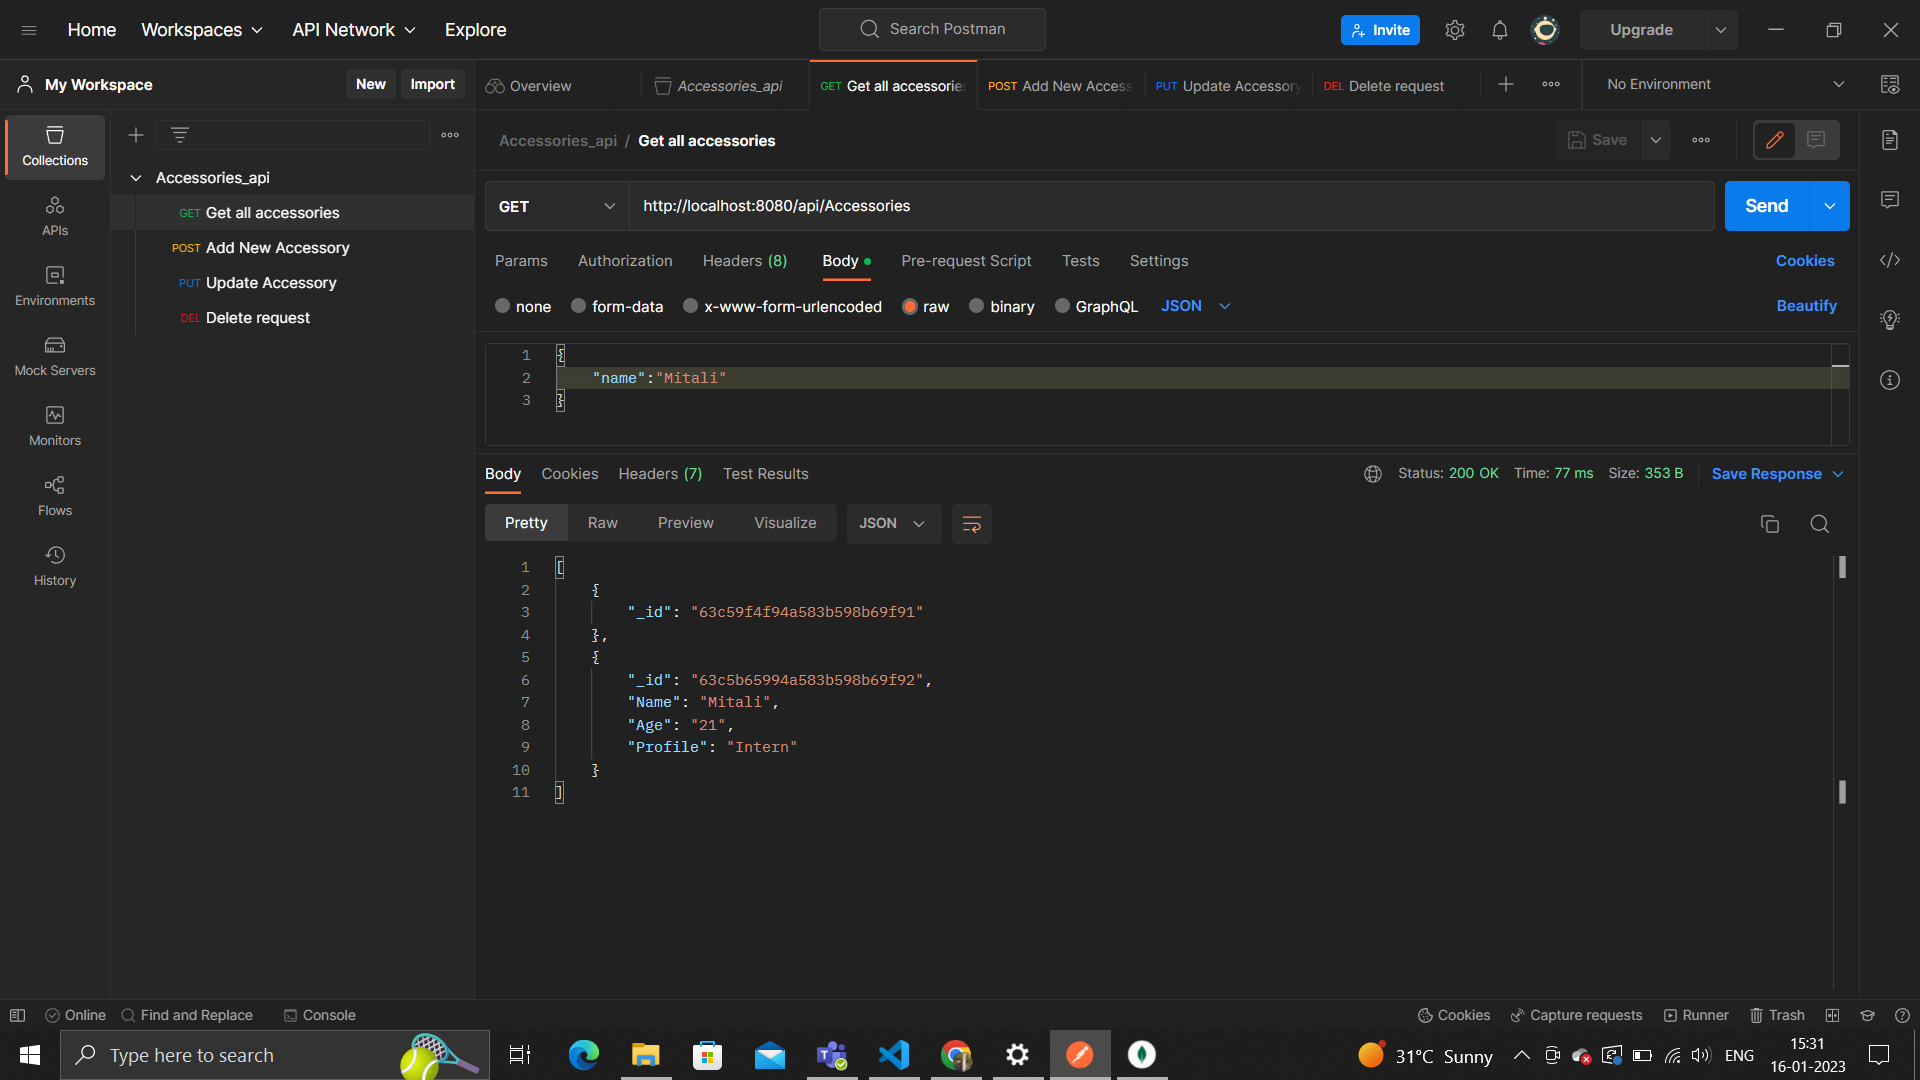 Home
Workspaces
API Network
Explore
Search Postman
Invite
Upgrade
My Workspace
New
Import
Overview
Accessories_api
GET Get all accessorie
POST Add New Access
PUT Update Accessory
DEL Delete request
No Environment
Collections
APIs
Environments
Mock Servers
Monitors
Flows
History
Accessories_api
GET Get all accessories
POST Add New Accessory
PUT Update Accessory
DEL Delete request
Accessories_api / Get all accessories
Save
GET
http://localhost:8080/api/Accessories
Send
Params
Authorization
Headers (8)
Body
Pre-request Script
Tests
Settings
Cookies
none
form-data
x-www-form-urlencoded
raw
binary
GraphQL
JSON
Beautify
1 {
2 "name":"Mitali"
3 }
Body
Cookies
Headers (7)
Test Results
Status: 200 OK
Time: 77 ms
Size: 353 B
Save Response
Pretty
Raw
Preview
Visualize
JSON
1 [
2 {
3 "_id": "63c59f4f94a583b598b69f91"
4 },
5 {
6 "_id": "63c5b65994a583b598b69f92",
7 "Name": "Mitali",
8 "Age": "21",
9 "Profile": "Intern"
10 }
11 ]
Online
Find and Replace
Console
Cookies
Capture requests
Runner
Trash
Type here to search
31°C Sunny
ENG
15:31
16-01-2023